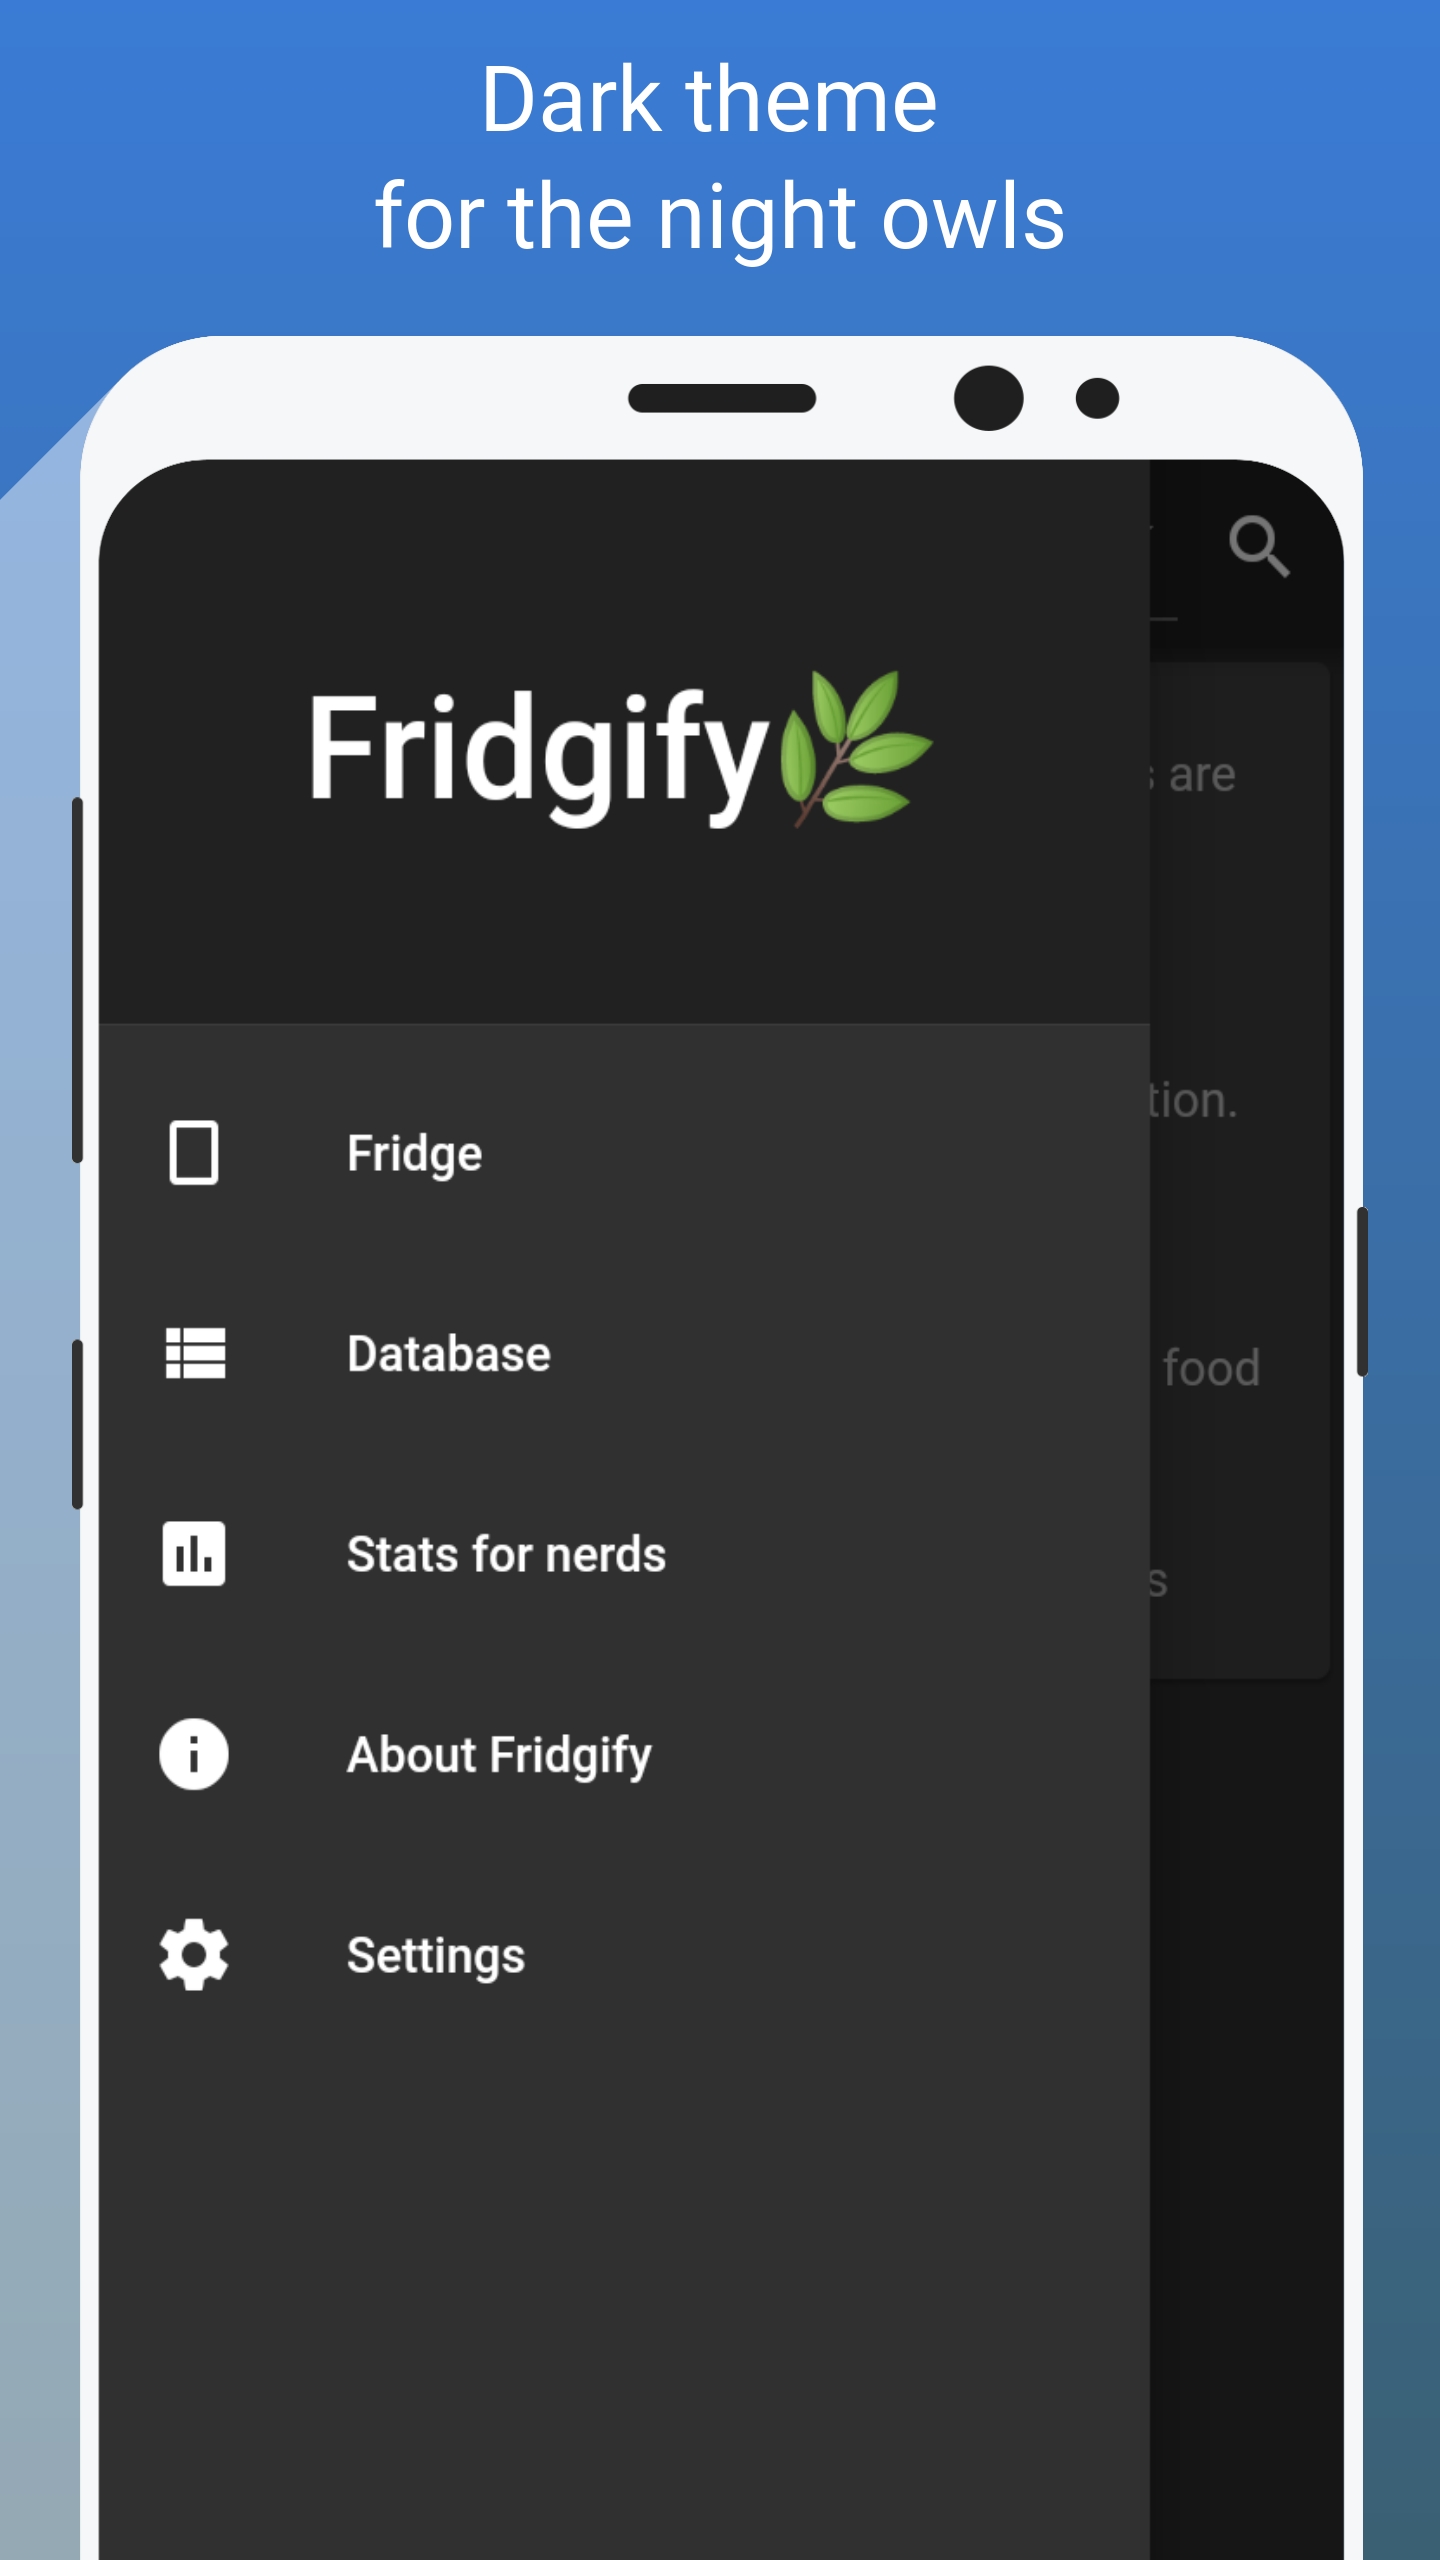 Dark theme
for the night owls
Fridgify
are
Fridge
tion.
Database
food
Stats for nerds
s
About Fridgify
Settings